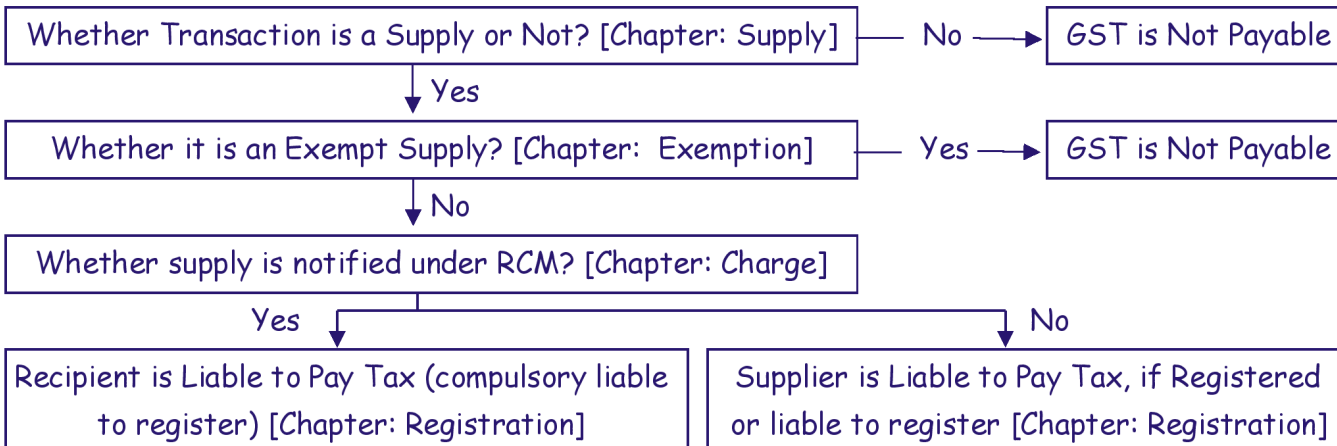 Whether Transaction is a Supply or Not? [Chapter: Supply]
No
GST is Not Payable
Yes
Whether it is an Exempt Supply? [Chapter: Exemption]
Yes
GST is Not Payable
No
Whether supply is notified under RCM? [Chapter: Charge]
Yes
No
Recipient is Liable to Pay Tax (compulsory liable
to register) [Chapter: Registration]
Supplier is Liable to Pay Tax, if Registered
or liable to register [Chapter: Registration]